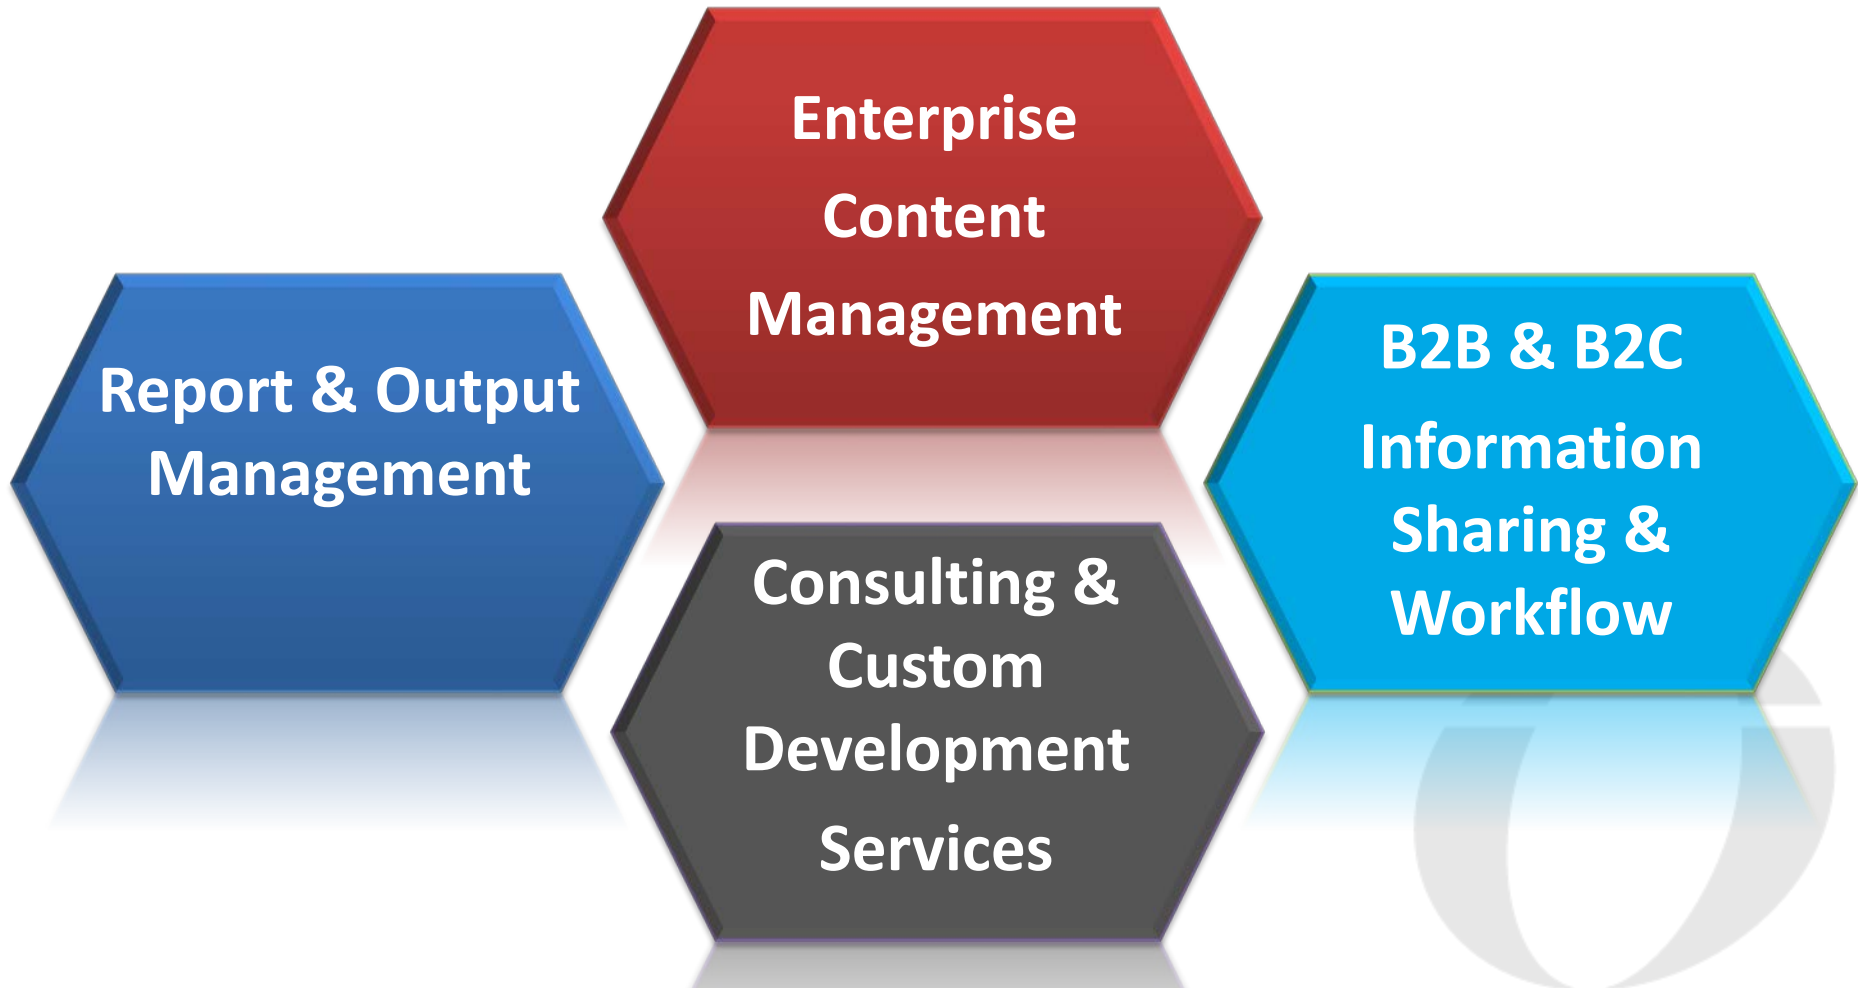 Enterprise
Content
Management
Report & Output
Management
B2B & B2C
Information
Sharing &
Workflow
Consulting &
Custom
Development
Services